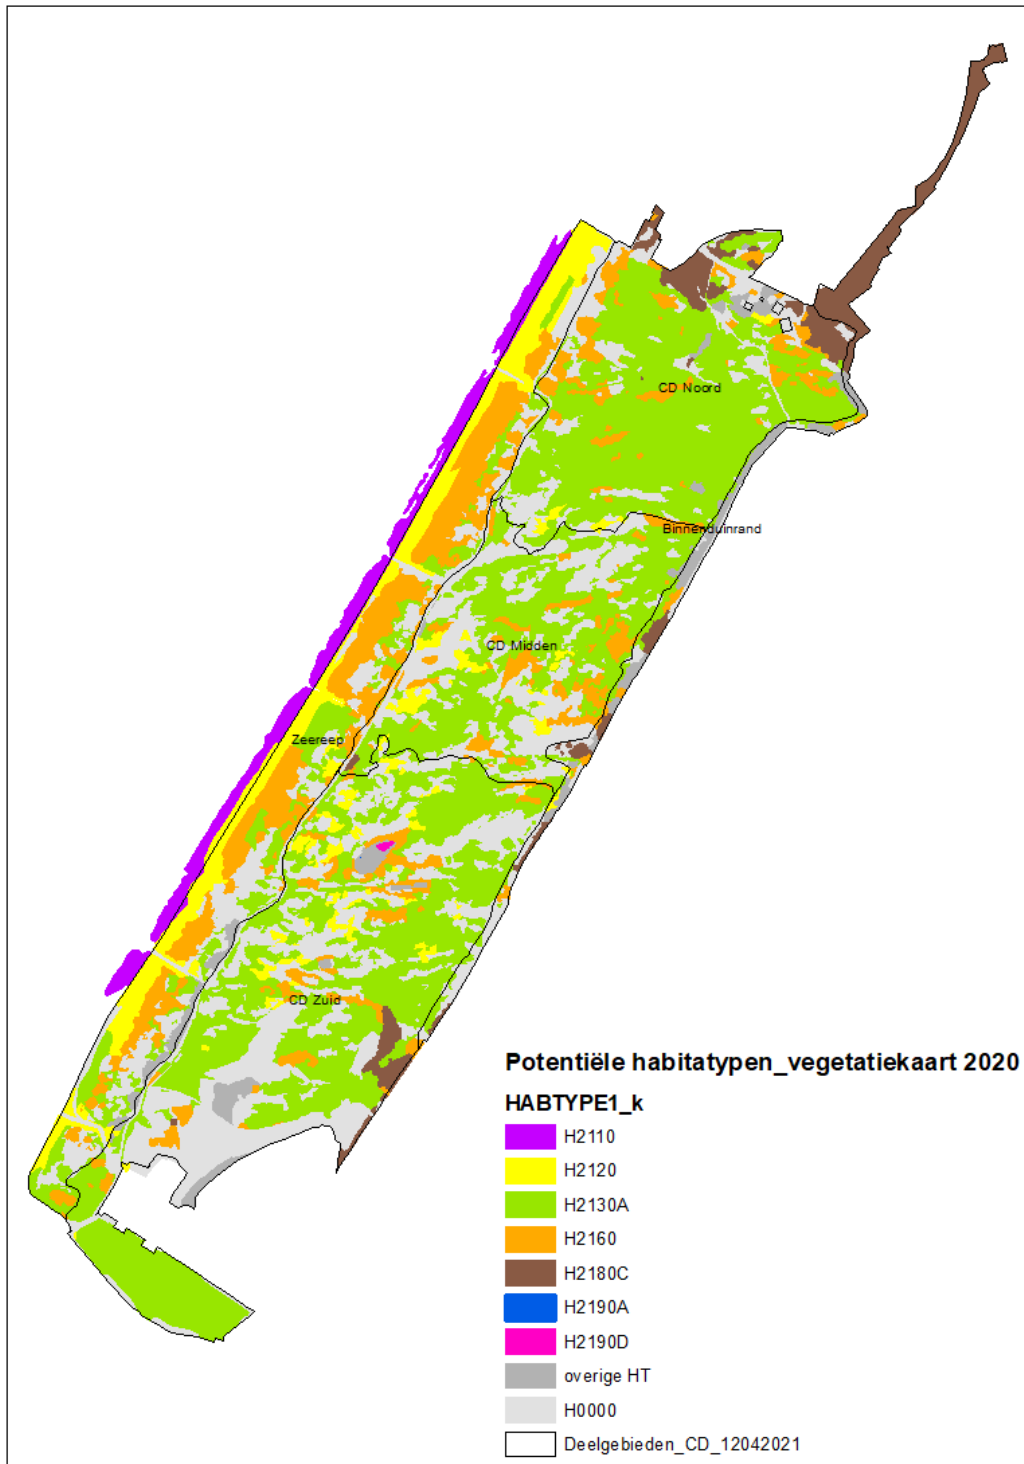 CD Noord
Binnenduinrand
CD Midden
Zeereep
CD Zuid
Potentiële habitatypen_vegetatiekaart 2020
HABTYPE1_k
H2110
H2120
H2130A
H2160
H2180C
H2190A
H2190D
overige HT
H0000
Deelgebieden_CD_12042021